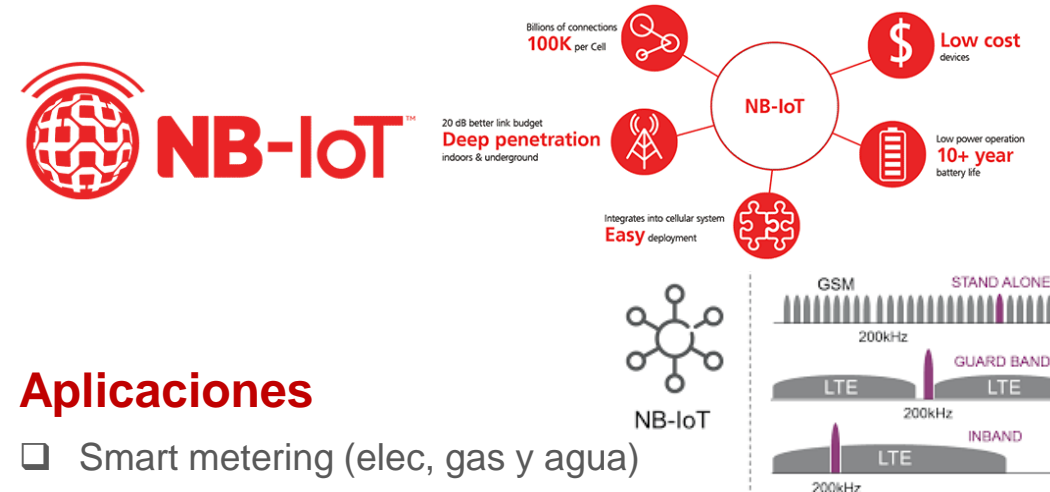 NB-IoT™
Billions of connections
100K per Cell
$
Low cost
devices
NB-IoT
20 dB better link budget
Deep penetration
indoors & underground
Low power operation
10+ year
battery life
Integrates into cellular system
Easy deployment
NB-IoT
GSM
STAND ALONE
200kHz
GUARD BAND
LTE
LTE
200kHz
INBAND
LTE
200kHz
Aplicaciones
Smart metering (elec, gas y agua)